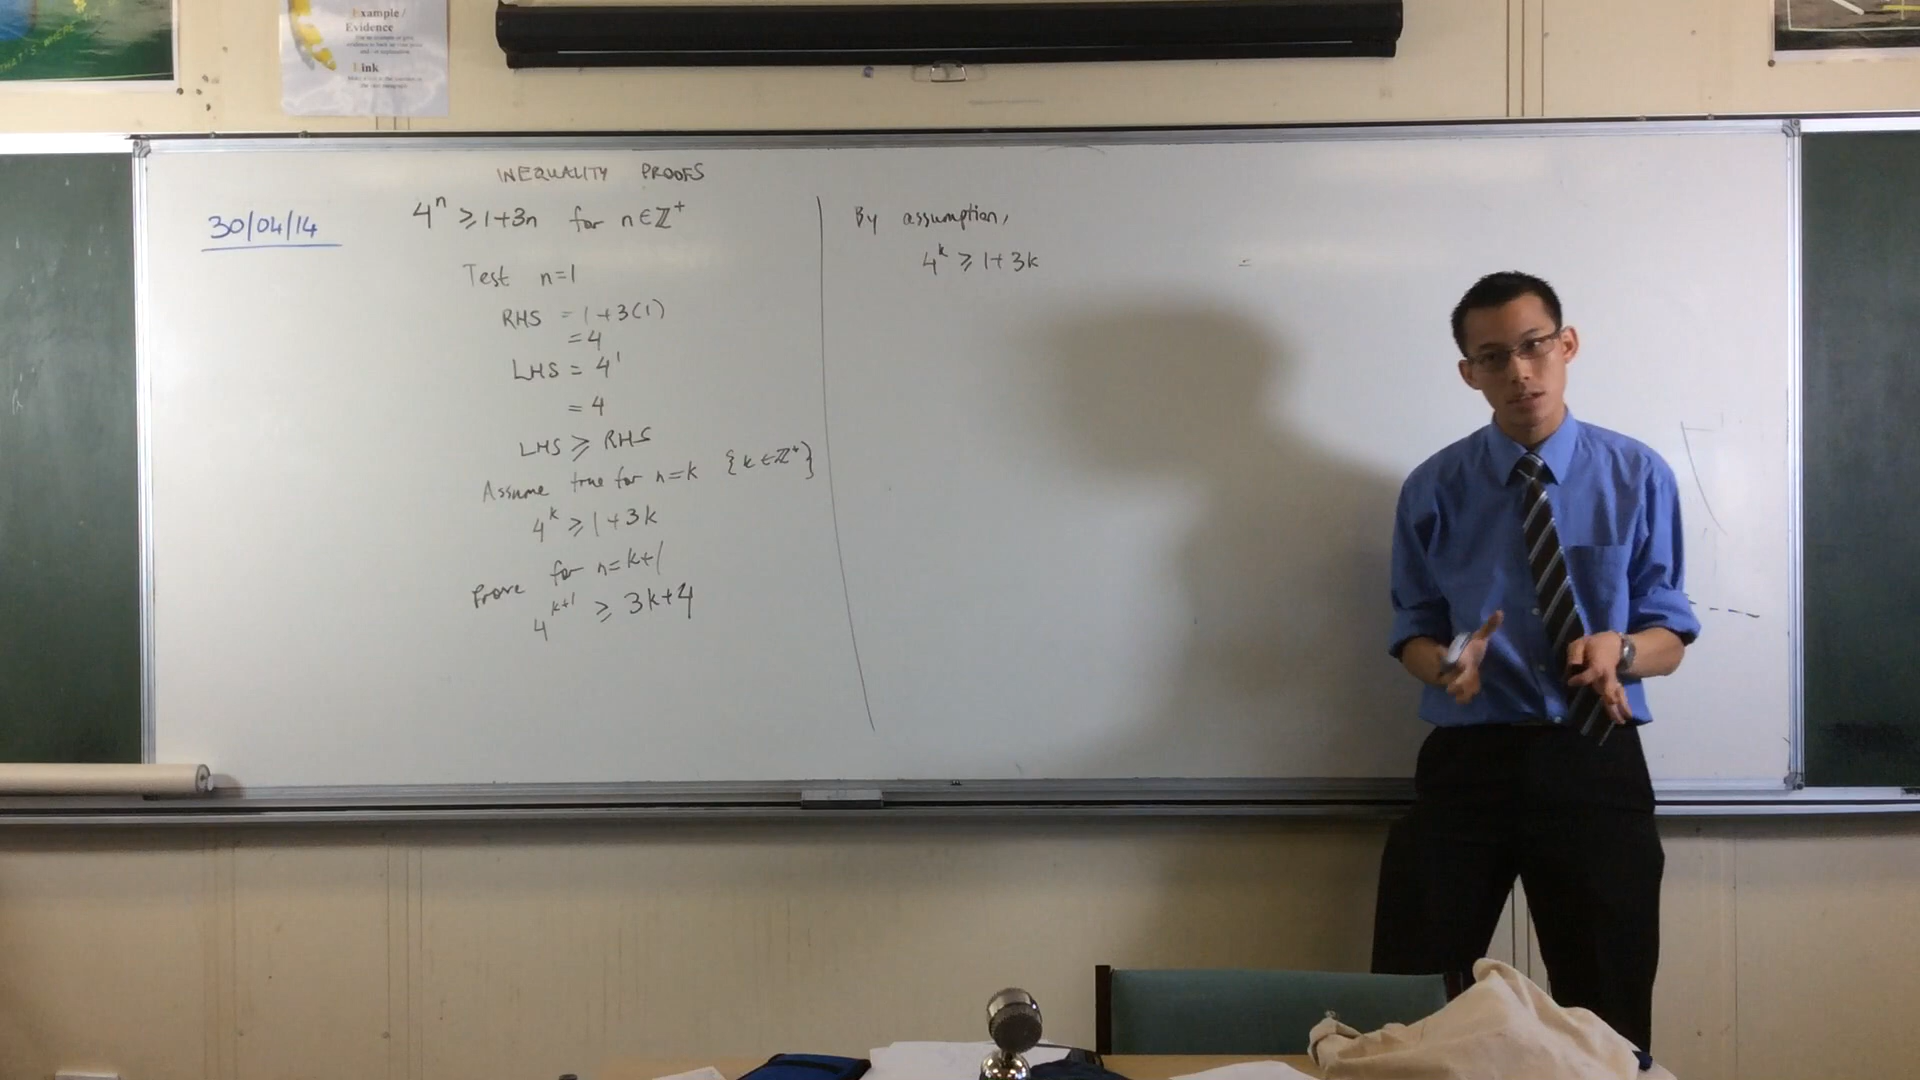 Example /
Evidence
Link
THAT'S WHERE
INEQUALITY PROOFS
30/04/14
4ⁿ ⩾ 1+3n for n∈ℤ⁺
Test n=1
RHS = 1+3(1)
=4
LHS = 4¹
= 4
LHS ⩾ RHS
Assume true for n=k {k∈ℤ⁺}
4ᵏ ⩾ 1+3k
Prove for n=k+1
4ᵏ⁺¹ ⩾ 3k+4
By assumption,
4ᵏ ⩾ 1+3k
=